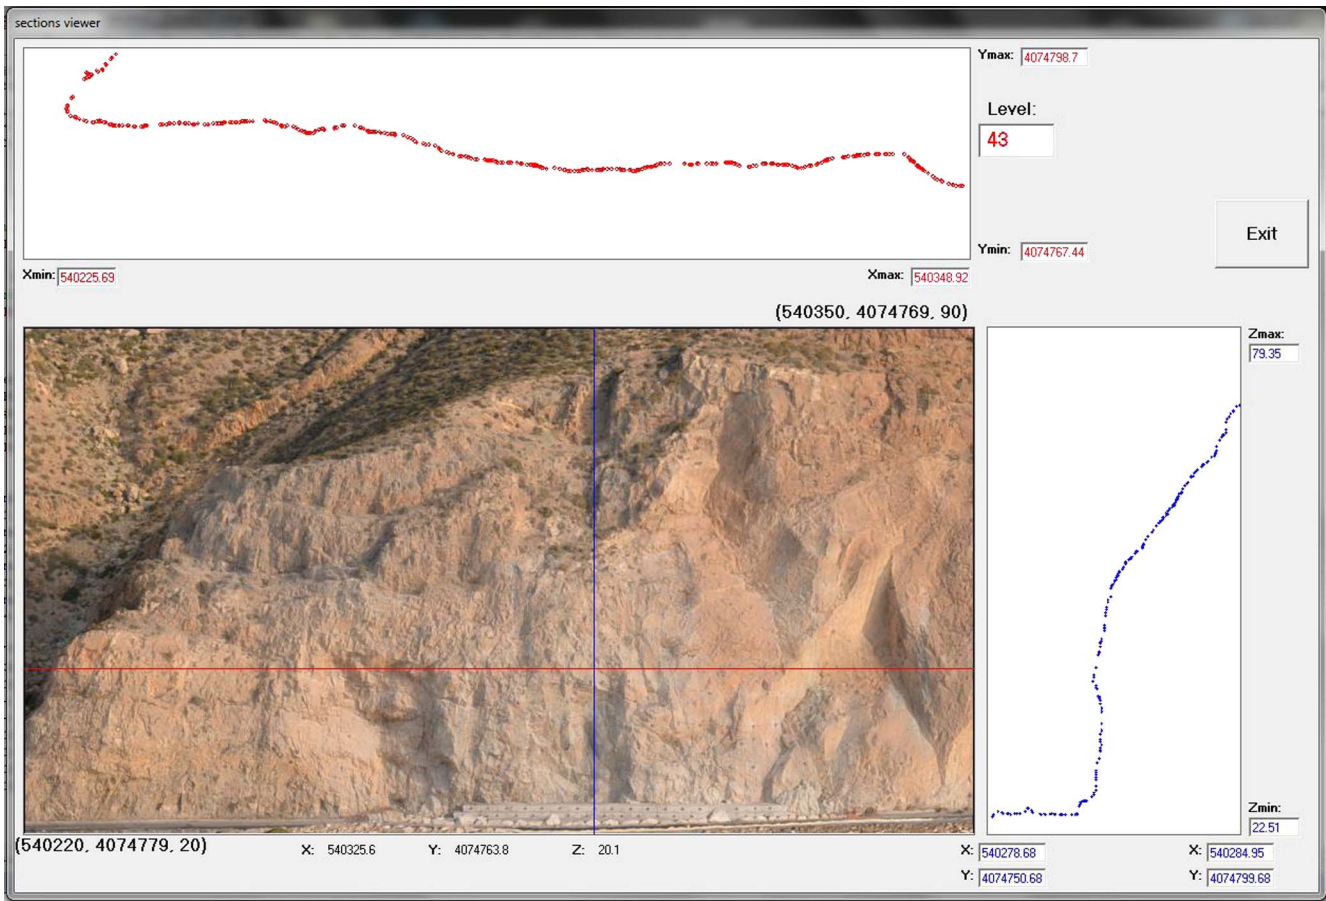 sections viewer
Ymax: 4074798.7
Level:
43
Exit
Ymin: 4074767.44
Xmin: 540225.69
Xmax: 540348.92
(540350, 4074769, 90)
Zmax:
79.35
Zmin:
22.51
(540220, 4074779, 20)
X: 540325.6 Y: 4074763.8 Z: 20.1
X: 540278.68 X: 540284.95
Y: 4074750.68 Y: 4074799.68